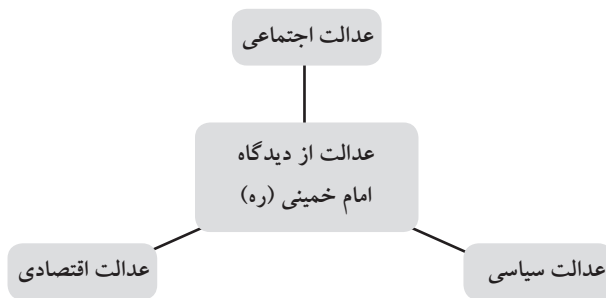 عدالت اجتماعی
عدالت از دیدگاه
امام خمینی (ره)
عدالت سیاسی
عدالت اقتصادی